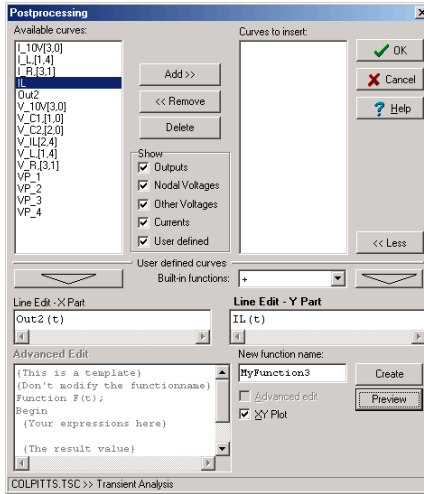 Postprocessing
Available curves:
Curves to insert:
I_10V[3,0]
I_L,[1,4]
I_R,[3,1]
IL
Out2
V_10V[3,0]
V_C1,[1,0]
V_C2,[2,0]
V_IL[2,4]
V_L,[1,4]
V_R,[3,1]
VP_1
VP_2
VP_3
VP_4
Add >>
<< Remove
Delete
Show
Outputs
Nodal Voltages
Other Voltages
Currents
User defined
OK
Cancel
Help
<< Less
User defined curves
Built-in functions:
+
Line Edit - X Part
Line Edit - Y Part
Out2(t)
IL(t)
Advanced Edit
{This is a template}
{Don't modify the functionname}
Function F(t);
Begin
{Your expressions here}
{The result value}
New function name:
MyFunction3
Create
Advanced edit
Preview
XY Plot
COLPITTS.TSC >> Transient Analysis